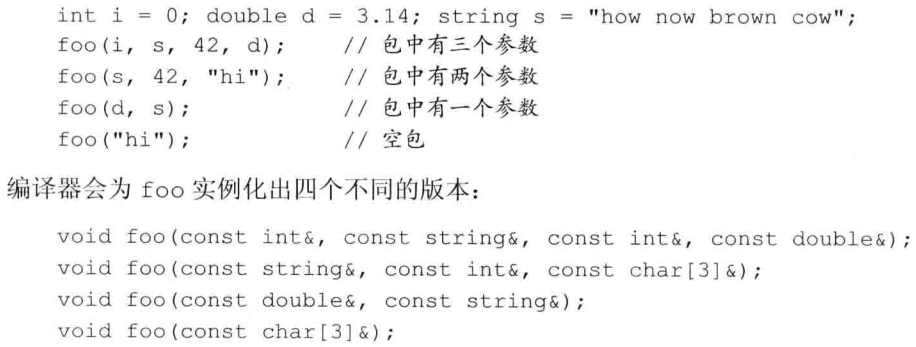 int i = 0; double d = 3.14; string s = "how now brown cow";
foo(i, s, 42, d);    // 包中有三个参数
foo(s, 42, "hi");    // 包中有两个参数
foo(d, s);           // 包中有一个参数
foo("hi");           // 空包
编译器会为 foo 实例化出四个不同的版本：
void foo(const int&, const string&, const int&, const double&);
void foo(const string&, const int&, const char[3]&);
void foo(const double&, const string&);
void foo(const char[3]&);